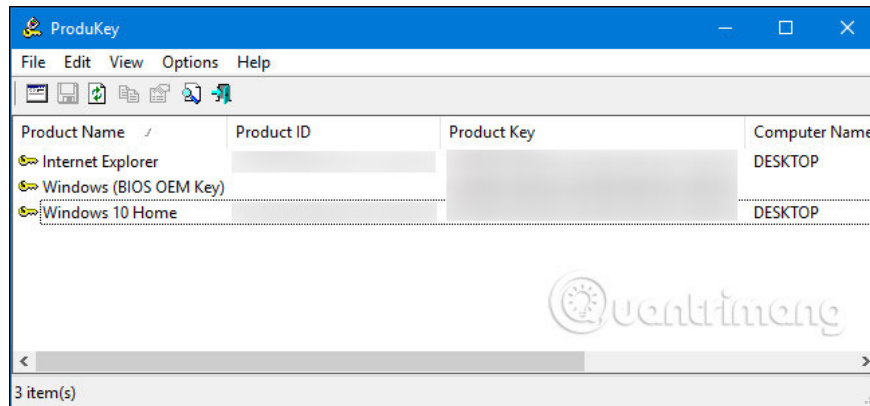 ProduKey
File Edit View Options Help
Product Name Product ID Product Key Computer Name
Internet Explorer DESKTOP
Windows (BIOS OEM Key)
Windows 10 Home DESKTOP
Quantrimang
3 item(s)